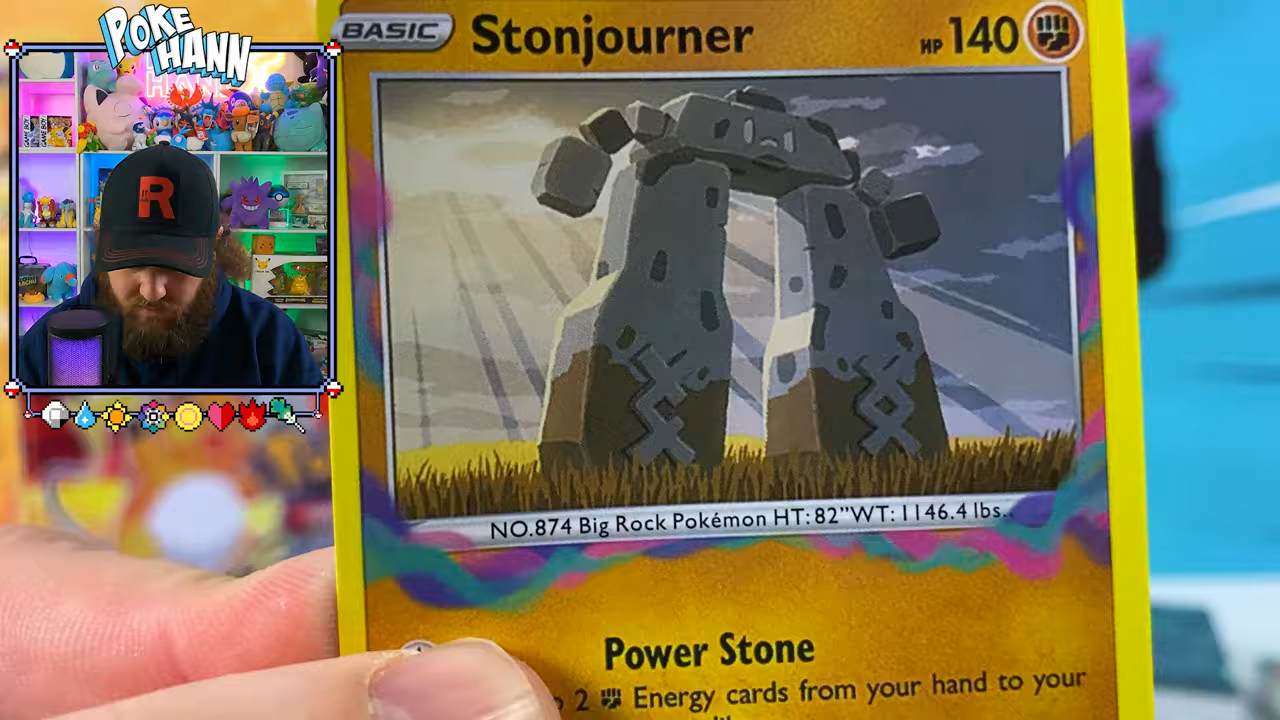 POKE
HANN
R
BASIC Stonjourner HP 140
NO.874 Big Rock Pokémon HT: 82" WT: 1146.4 lbs.
Power Stone
2 Energy cards from your hand to your